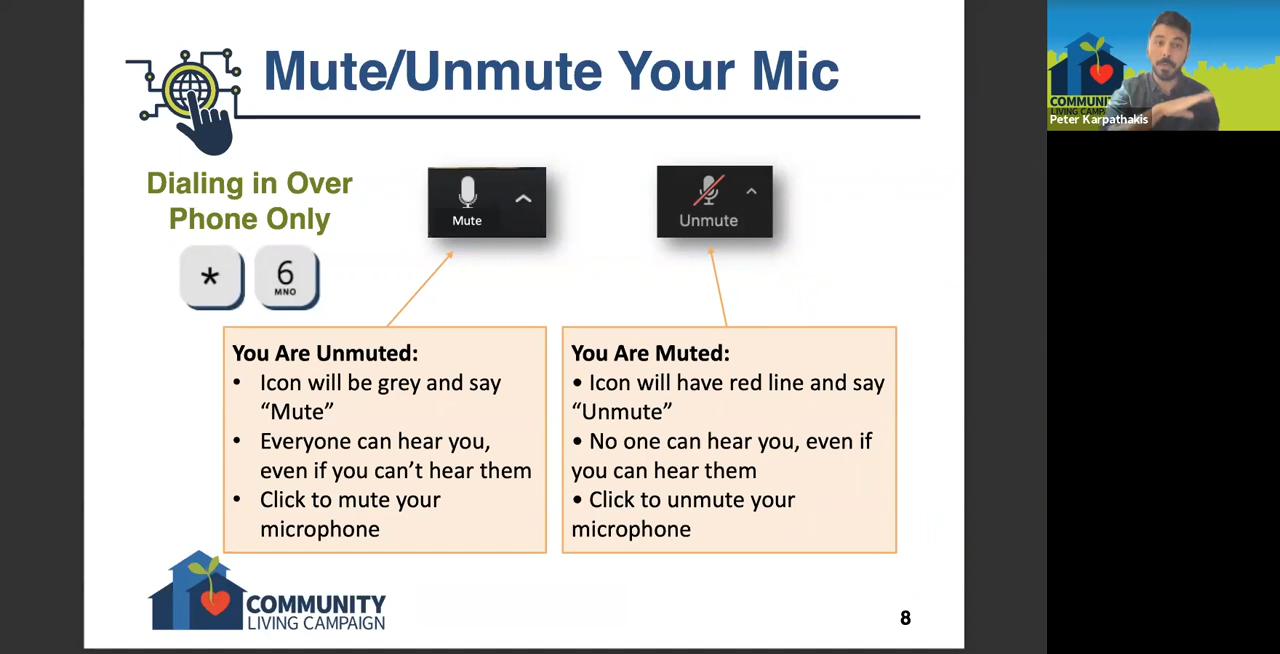 Mute/Unmute Your Mic
Dialing in Over
Phone Only
*
6
MNO
Mute
Unmute
You Are Unmuted:
• Icon will be grey and say
“Mute”
• Everyone can hear you,
even if you can’t hear them
• Click to mute your
microphone
You Are Muted:
• Icon will have red line and say
“Unmute”
• No one can hear you, even if
you can hear them
• Click to unmute your
microphone
COMMUNITY
LIVING CAMPAIGN
8
COMMUNI
LIVING CAMP
Peter Karpathakis